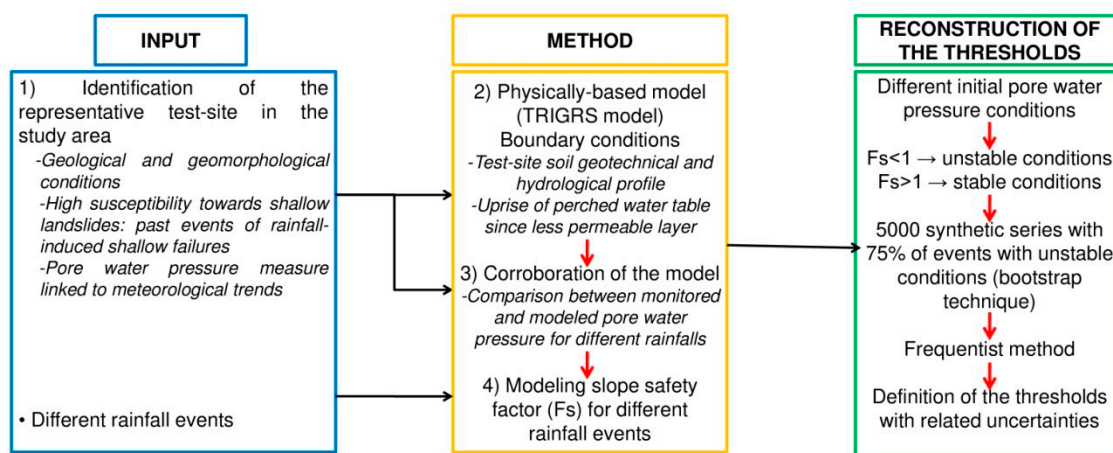 INPUT
1) Identification of the
representative test-site in the
study area
-Geological and geomorphological
conditions
-High susceptibility towards shallow
landslides: past events of rainfall-
induced shallow failures
-Pore water pressure measure
linked to meteorological trends
• Different rainfall events
METHOD
2) Physically-based model
(TRIGRS model)
Boundary conditions
-Test-site soil geotechnical and
hydrological profile
-Uprise of perched water table
since less permeable layer
3) Corroboration of the model
-Comparison between monitored
and modeled pore water
pressure for different rainfalls
4) Modeling slope safety
factor (Fs) for different
rainfall events
RECONSTRUCTION OF
THE THRESHOLDS
Different initial pore water
pressure conditions
Fs<1 → unstable conditions
Fs>1 → stable conditions
5000 synthetic series with
75% of events with unstable
conditions (bootstrap
technique)
Frequentist method
Definition of the thresholds
with related uncertainties